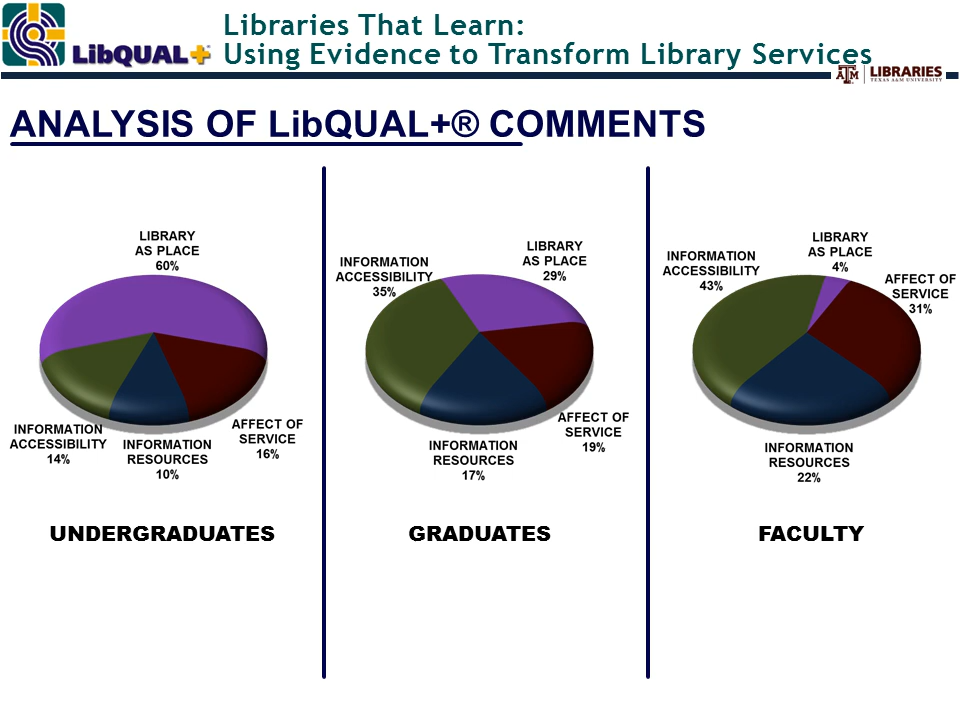 Libraries That Learn:
LibQUAL+ Using Evidence to Transform Library Services
ĀM LIBRARIES
TEXAS A&M UNIVERSITY
ANALYSIS OF LibQUAL+® COMMENTS
LIBRARY
AS PLACE
60%
INFORMATION
ACCESSIBILITY
14%
INFORMATION
RESOURCES
10%
AFFECT OF
SERVICE
16%
UNDERGRADUATES
INFORMATION
ACCESSIBILITY
35%
LIBRARY
AS PLACE
29%
AFFECT OF
SERVICE
19%
INFORMATION
RESOURCES
17%
GRADUATES
INFORMATION
ACCESSIBILITY
43%
LIBRARY
AS PLACE
4%
AFFECT OF
SERVICE
31%
INFORMATION
RESOURCES
22%
FACULTY